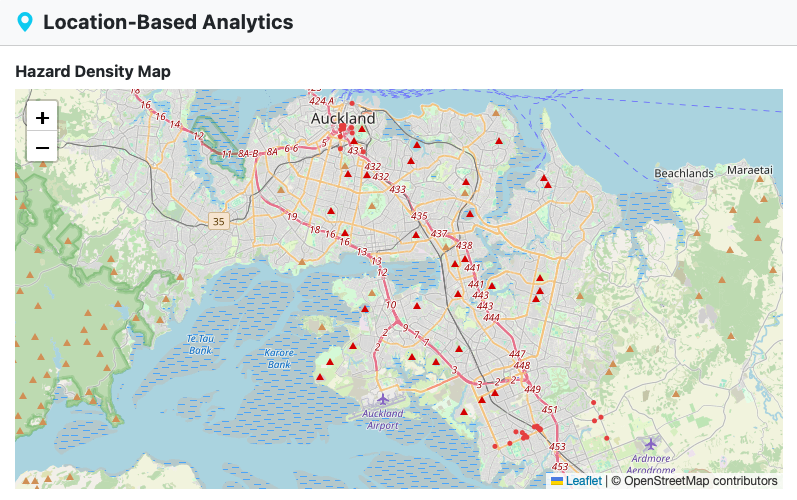 Location-Based Analytics
Hazard Density Map
+
−
16
16
14
12
11
8A-B
8A
6-6
5
424 A
Auckland
431
432
432
433
35
19
18
16
16
13
13
12
435
437
438
441
441
443
443
444
10
9
7
7
2
2
3
3
2
2
447
448
449
451
453
453
Beachlands
Maraetai
Te Tau
Bank
Karore
Bank
Auckland
Airport
Ardmore
Aerodrome
Leaflet | © OpenStreetMap contributors